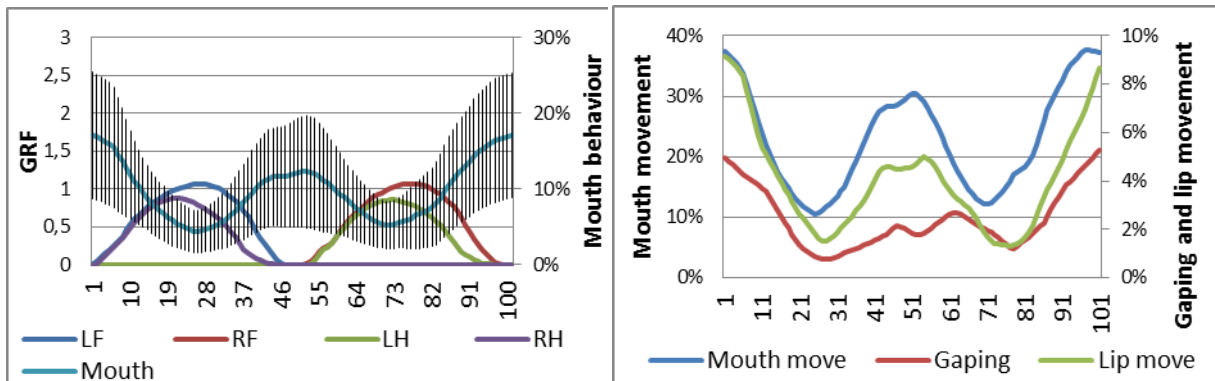 GRF
3
2,5
2
1,5
1
0,5
0
30%
20%
10%
0%
Mouth behaviour
1 10 19 28 37 46 55 64 73 82 91 100
LF RF LH RH
Mouth
Mouth movement
40%
30%
20%
10%
0%
10%
8%
6%
4%
2%
0%
Gaping and lip movement
1 11 21 31 41 51 61 71 81 91 101
Mouth move Gaping Lip move